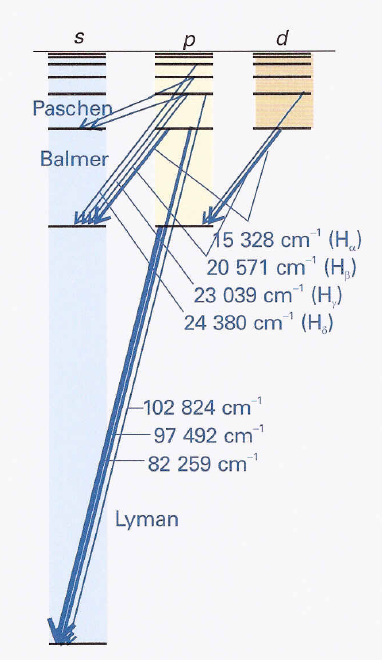 s p d
Paschen
Balmer
15 328 cm⁻¹ (Hα)
20 571 cm⁻¹ (Hβ)
23 039 cm⁻¹ (Hγ)
24 380 cm⁻¹ (Hδ)
102 824 cm⁻¹
97 492 cm⁻¹
82 259 cm⁻¹
Lyman